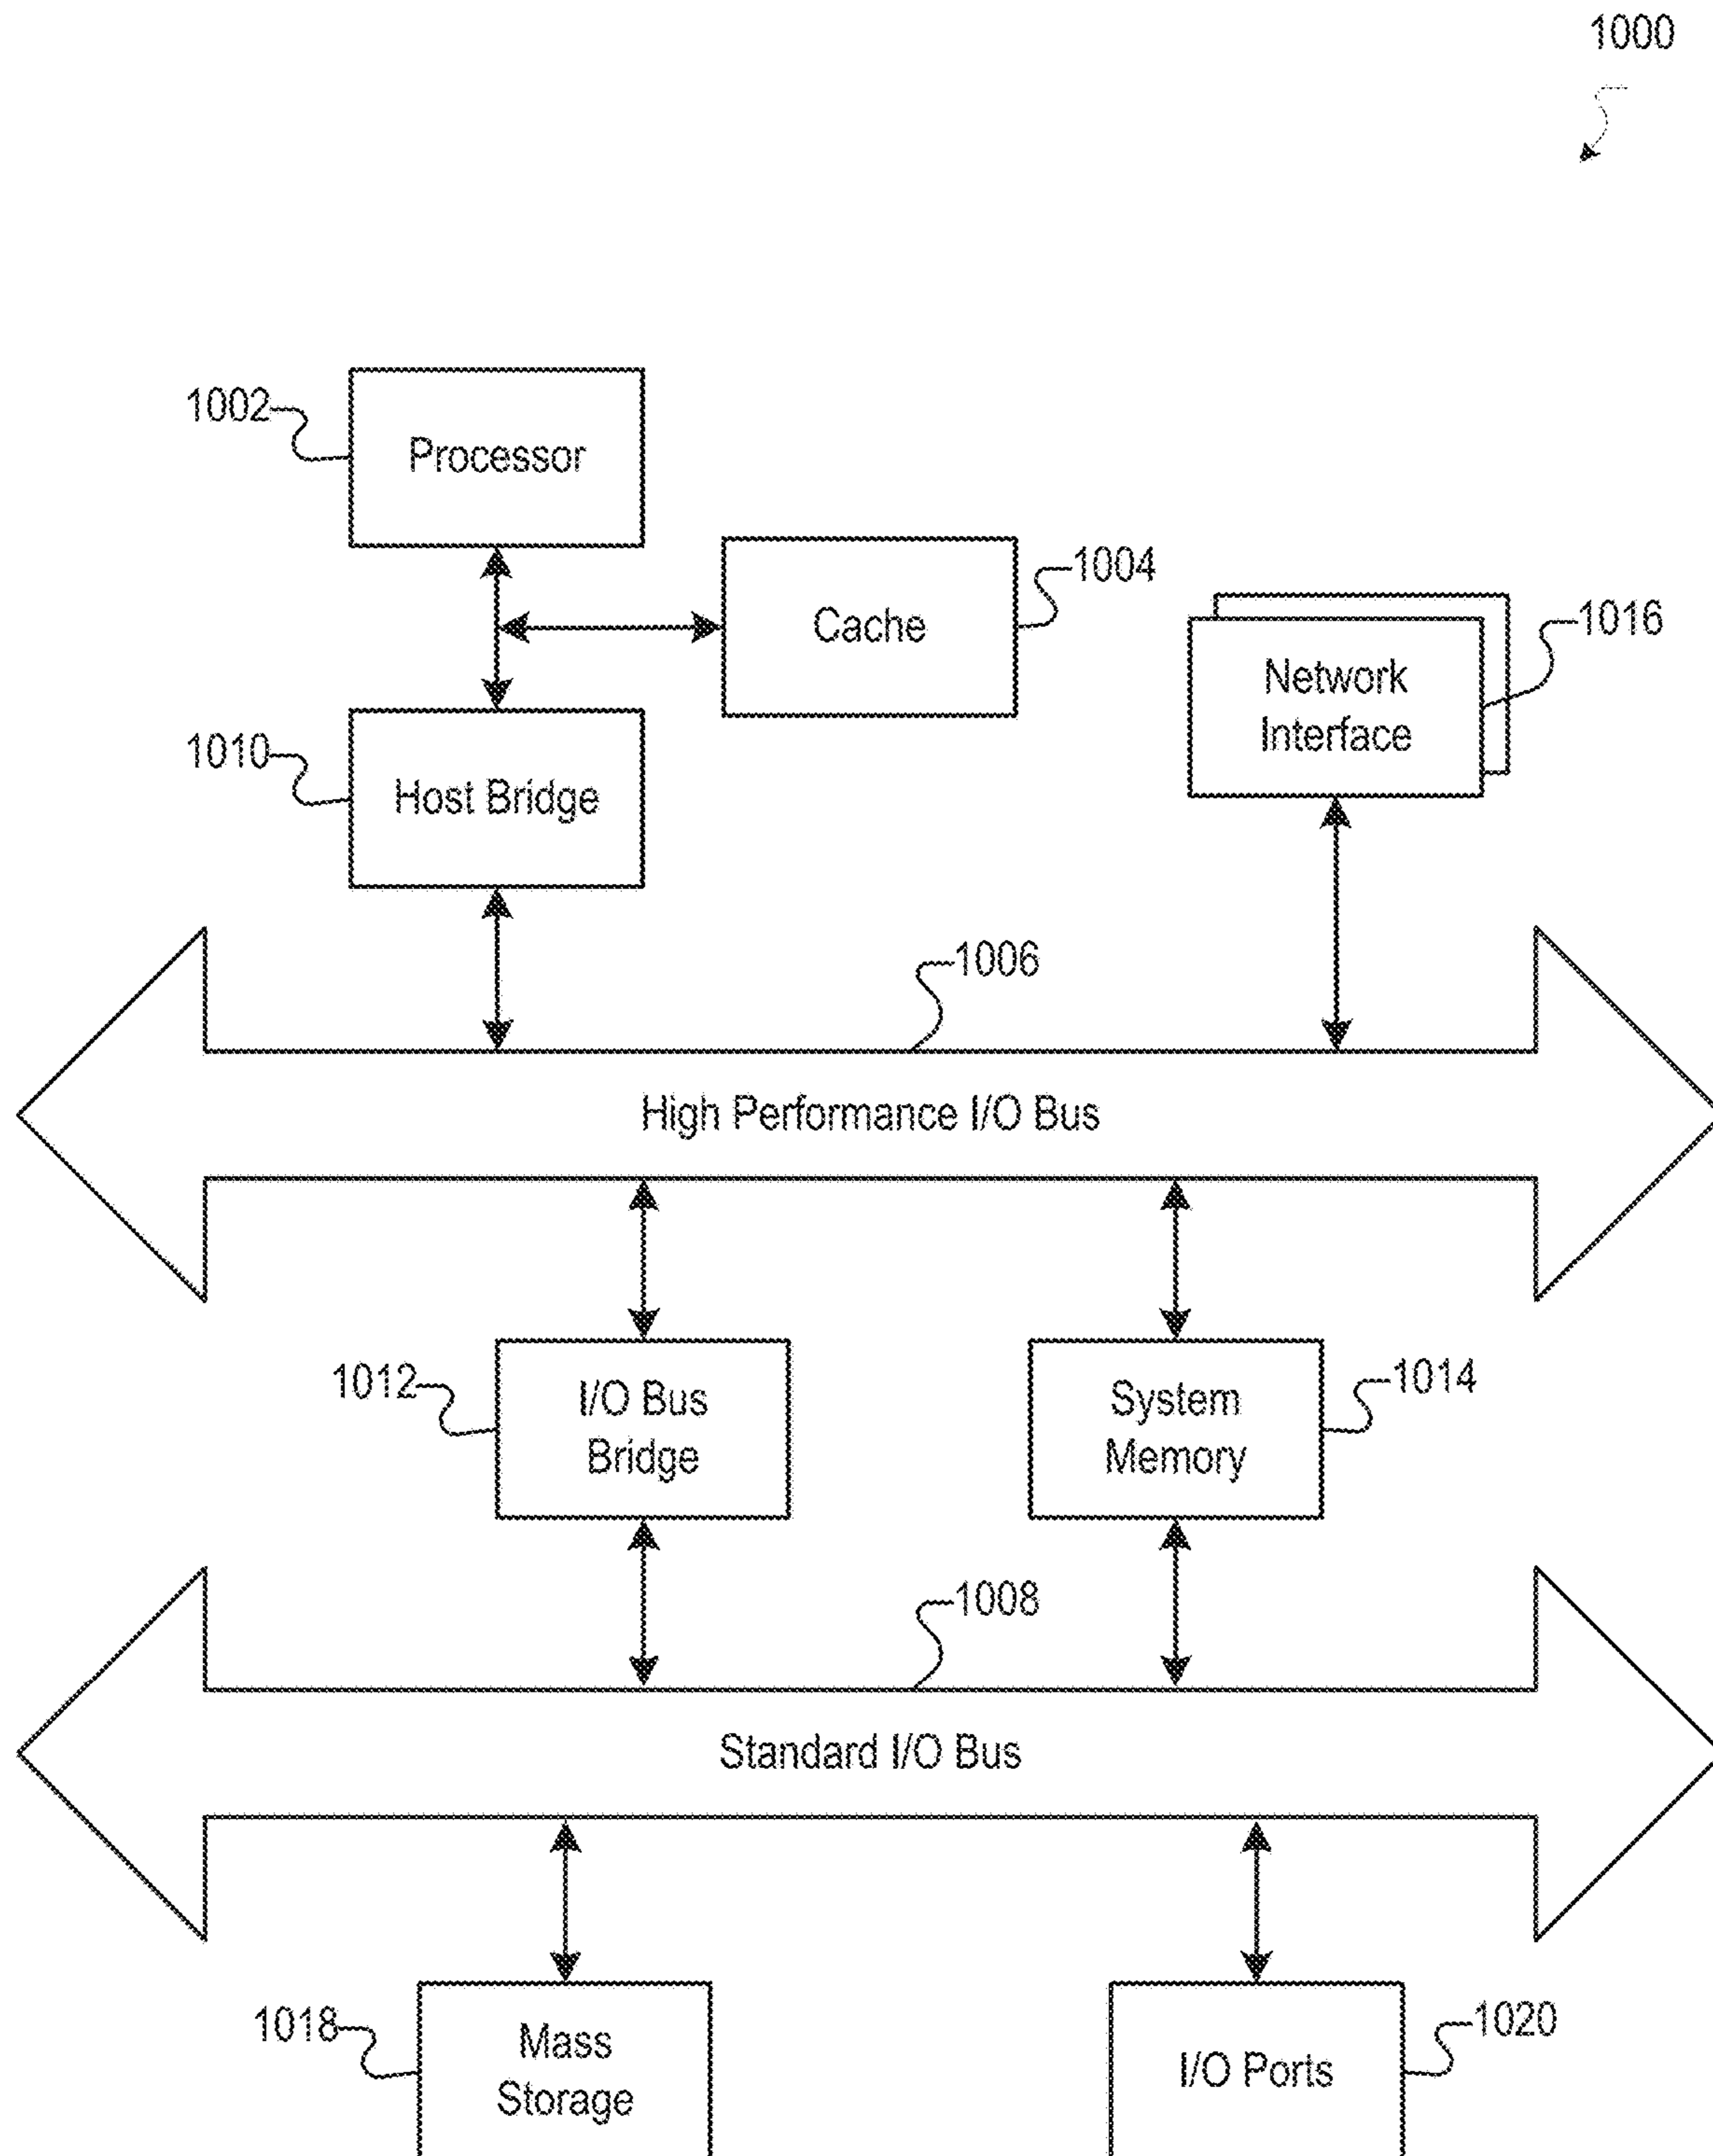 1000
1002
Processor
1004
Cache
1016
Network
Interface
1010
Host Bridge
1006
High Performance I/O Bus
1012
I/O Bus
Bridge
1014
System
Memory
1008
Standard I/O Bus
1018
Mass
Storage
1020
I/O Ports